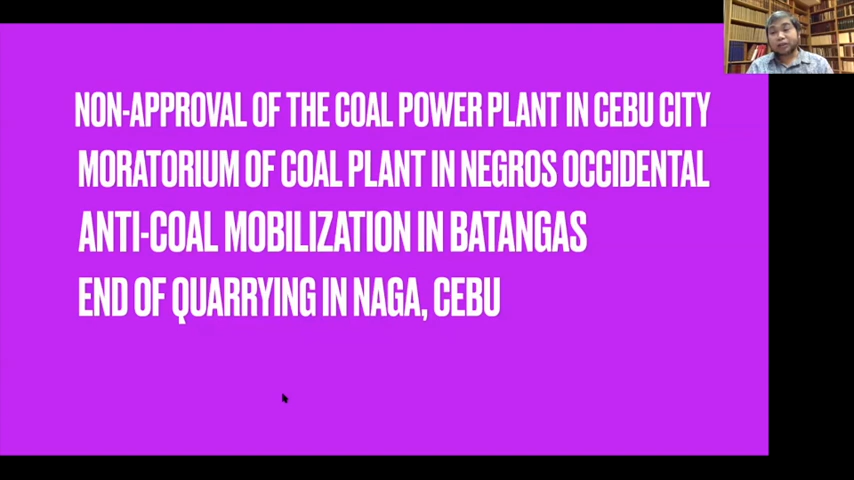 NON-APPROVAL OF THE COAL POWER PLANT IN CEBU CITY
MORATORIUM OF COAL PLANT IN NEGROS OCCIDENTAL
ANTI-COAL MOBILIZATION IN BATANGAS
END OF QUARRYING IN NAGA, CEBU